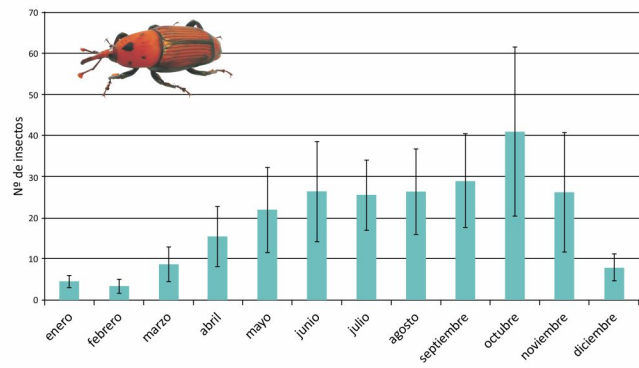 70
60
50
40
30
20
10
0
Nº de insectos
enero
febrero
marzo
abril
mayo
junio
julio
agosto
septiembre
octubre
noviembre
diciembre